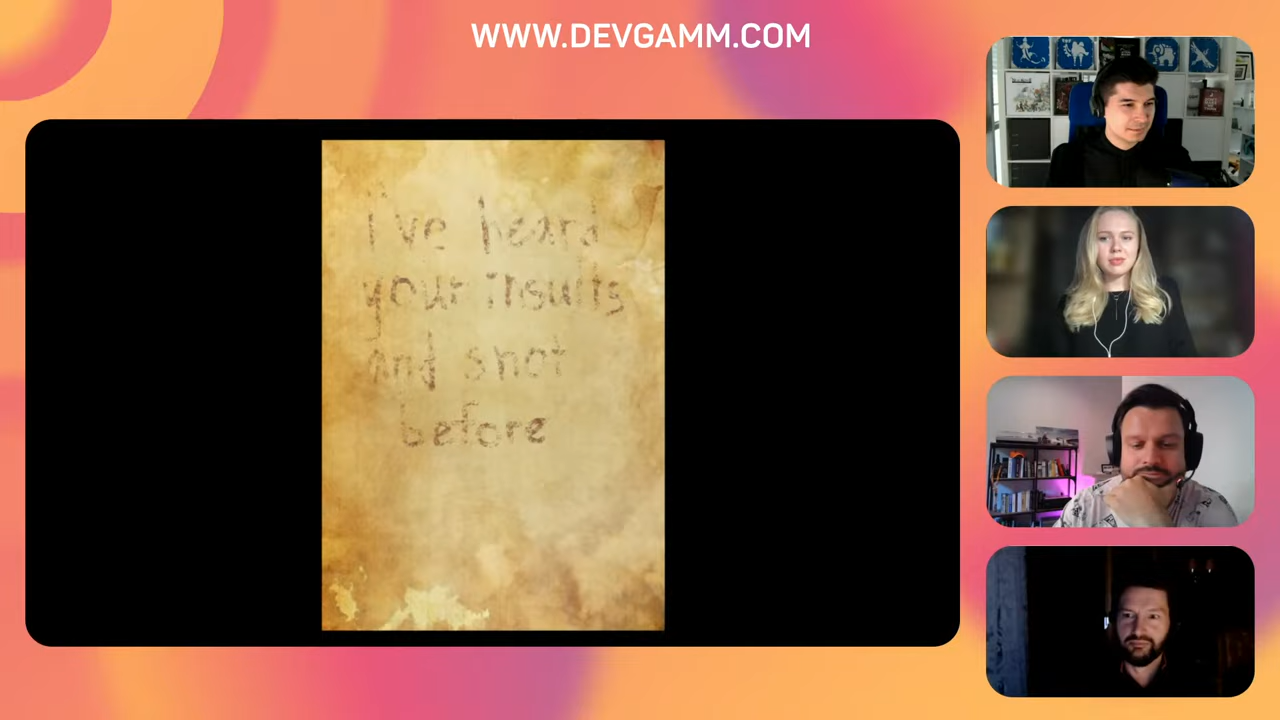 WWW.DEVGAMM.COM
I've heard
your insults
and shot
before